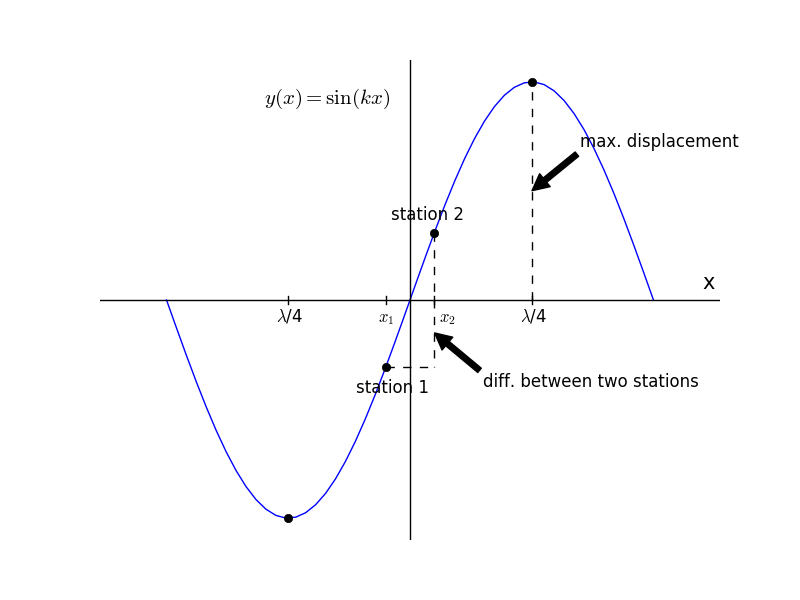 y(x) = sin(kx)
max. displacement
station 2
x
λ/4
x₁
x₂
λ/4
station 1
diff. between two stations